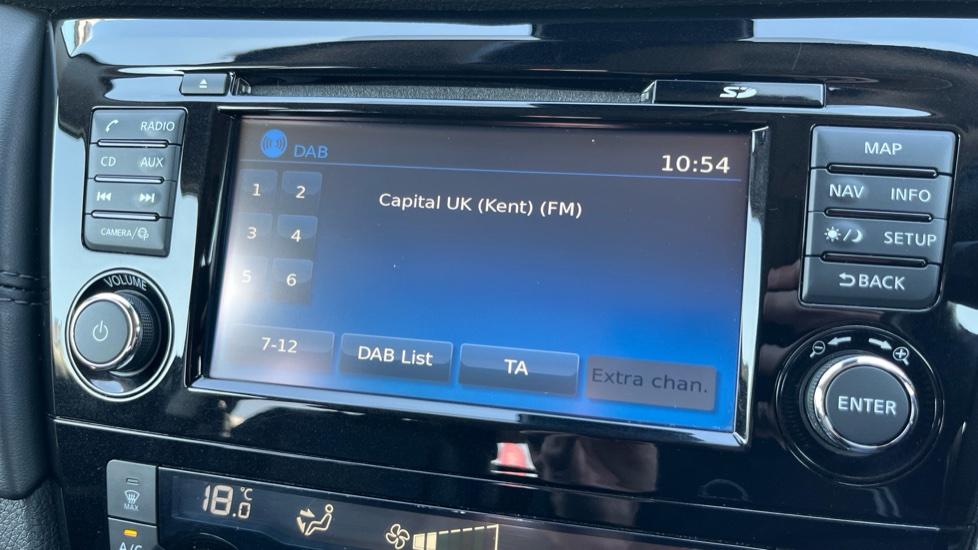 SD
RADIO
CD AUX
CAMERA/
VOLUME
DAB
10:54
1 2
Capital UK (Kent) (FM)
3 4
5 6
7-12 DAB List TA Extra chan.
MAP
NAV INFO
SETUP
BACK
ENTER
MAX
18.0 °C
A/C